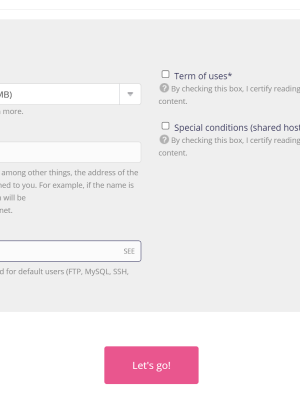 MB)
more.
among other things, the address of the
ned to you. For example, if the name is
will be
net.
SEE
d for default users (FTP, MySQL, SSH,
Term of uses*
? By checking this box, I certify reading
content.
Special conditions (shared host
? By checking this box, I certify reading
content.
Let's go!